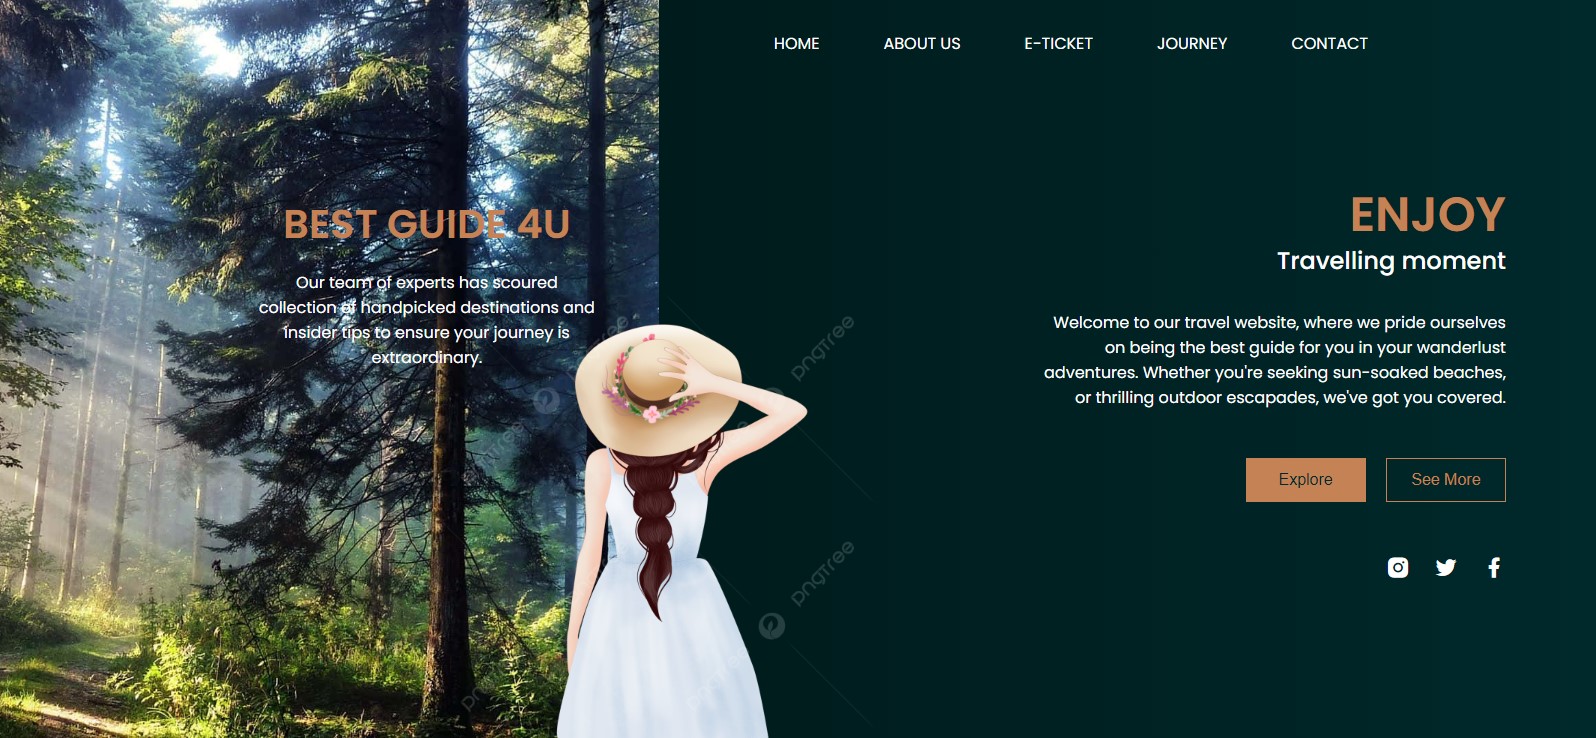 HOME ABOUT US E-TICKET JOURNEY CONTACT
BEST GUIDE 4U
Our team of experts has scoured
collection of handpicked destinations and
insider tips to ensure your journey is
extraordinary.
ENJOY
Travelling moment
Welcome to our travel website, where we pride ourselves
on being the best guide for you in your wanderlust
adventures. Whether you're seeking sun-soaked beaches,
or thrilling outdoor escapades, we've got you covered.
Explore See More
pngtree
pngtree